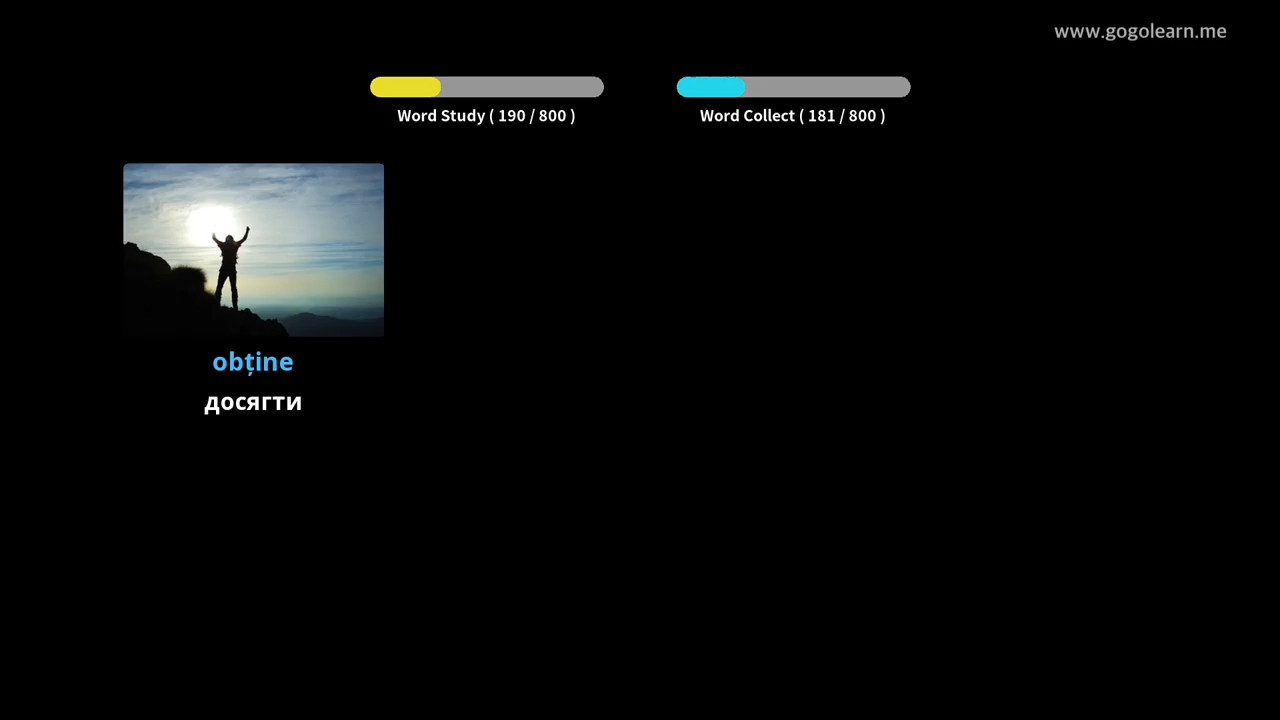 www.gogolearn.me
Word Study ( 190 / 800 )
Word Collect ( 181 / 800 )
obține
досягти